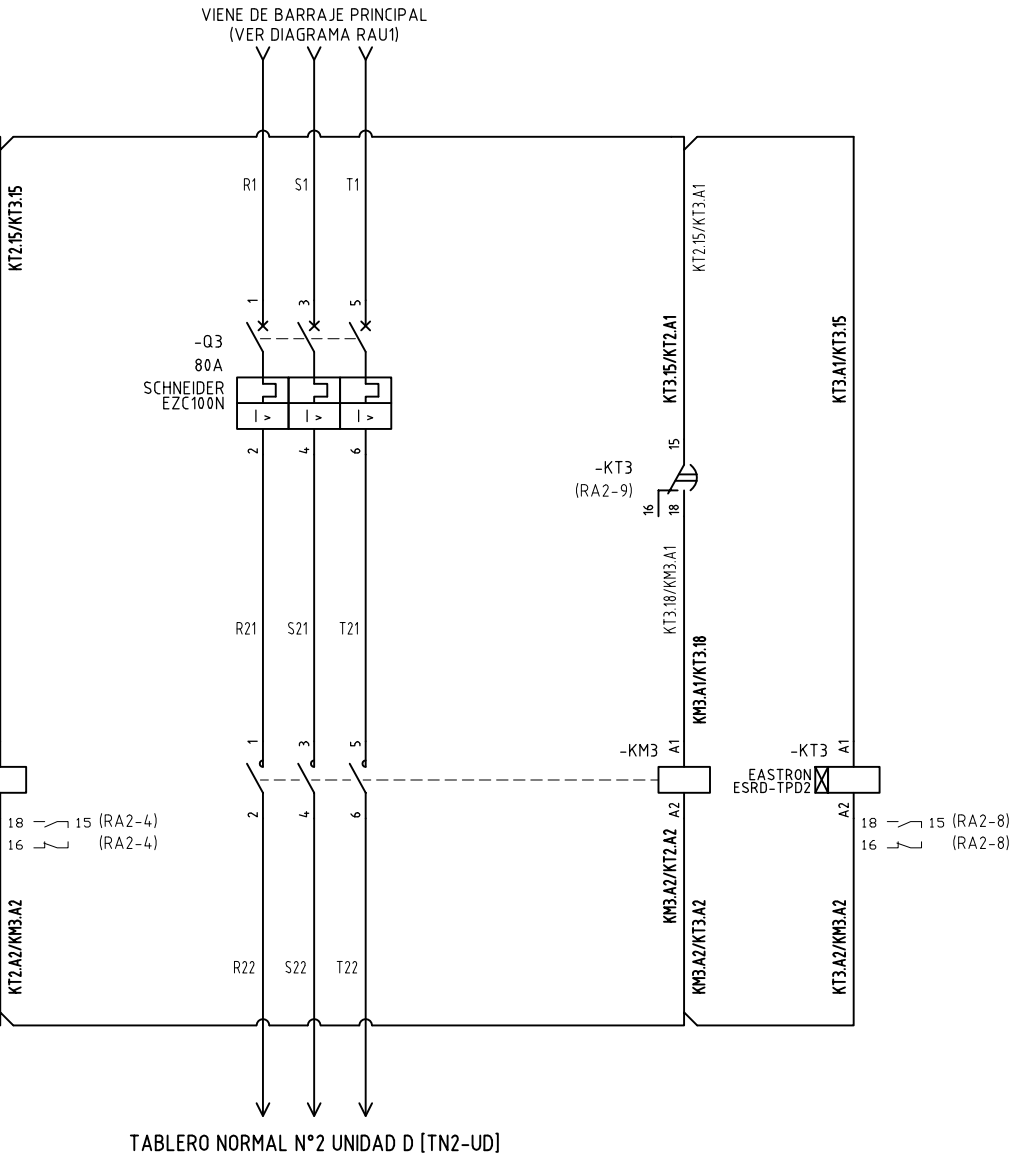 VIENE DE BARRAJE PRINCIPAL
(VER DIAGRAMA RAU1)
KT2.15/KT3.15
R1
S1
T1
KT2.15/KT3.A1
1
3
5
-Q3
80A
SCHNEIDER
EZC100N
I >
I >
I >
2
4
6
KT3.15/KT2.A1
KT3.A1/KT3.15
15
-KT3
(RA2-9)
16
18
KT3.18/KM3.A1
R21
S21
T21
KM3.A1/KT3.18
1
3
5
-KM3
A1
-KT3
A1
EASTRON
ESRD-TPD2
2
4
6
A2
A2
18 15 (RA2-4)
16 (RA2-4)
18 15 (RA2-8)
16 (RA2-8)
KM3.A2/KT2.A2
KT2.A2/KM3.A2
R22
S22
T22
KM3.A2/KT3.A2
KT3.A2/KM3.A2
TABLERO NORMAL N°2 UNIDAD D [TN2-UD]